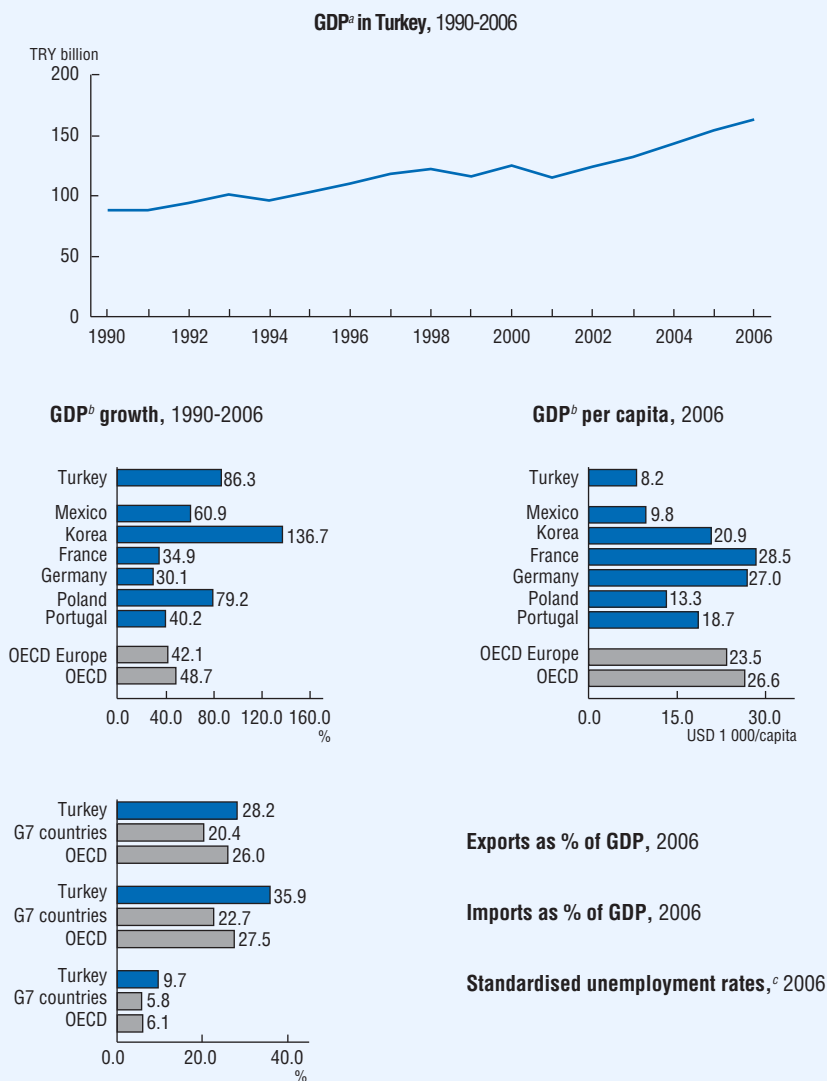 GDPᵃ in Turkey, 1990-2006
TRY billion
200
150
100
50
0
1990 1992 1994 1996 1998 2000 2002 2004 2006
GDPᵇ growth, 1990-2006
Turkey 86.3
Mexico 60.9
Korea 136.7
France 34.9
Germany 30.1
Poland 79.2
Portugal 40.2
OECD Europe 42.1
OECD 48.7
0.0 40.0 80.0 120.0 160.0
%
GDPᵇ per capita, 2006
Turkey 8.2
Mexico 9.8
Korea 20.9
France 28.5
Germany 27.0
Poland 13.3
Portugal 18.7
OECD Europe 23.5
OECD 26.6
0.0 15.0 30.0
USD 1 000/capita
Turkey 28.2
G7 countries 20.4
OECD 26.0
Exports as % of GDP, 2006
Turkey 35.9
G7 countries 22.7
OECD 27.5
Imports as % of GDP, 2006
Turkey 9.7
G7 countries 5.8
OECD 6.1
Standardised unemployment rates,ᶜ 2006
0.0 20.0 40.0
%